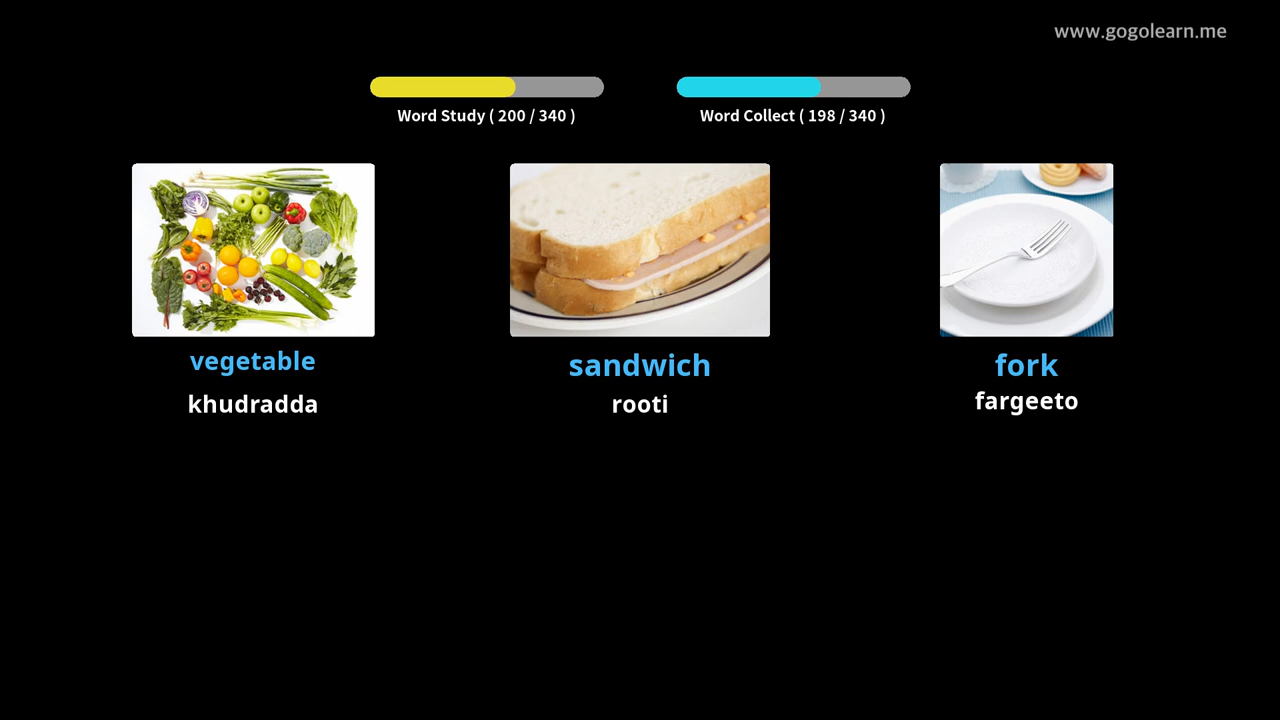 www.gogolearn.me
Word Study ( 200 / 340 )
Word Collect ( 198 / 340 )
vegetable
khudradda
sandwich
rooti
fork
fargeeto